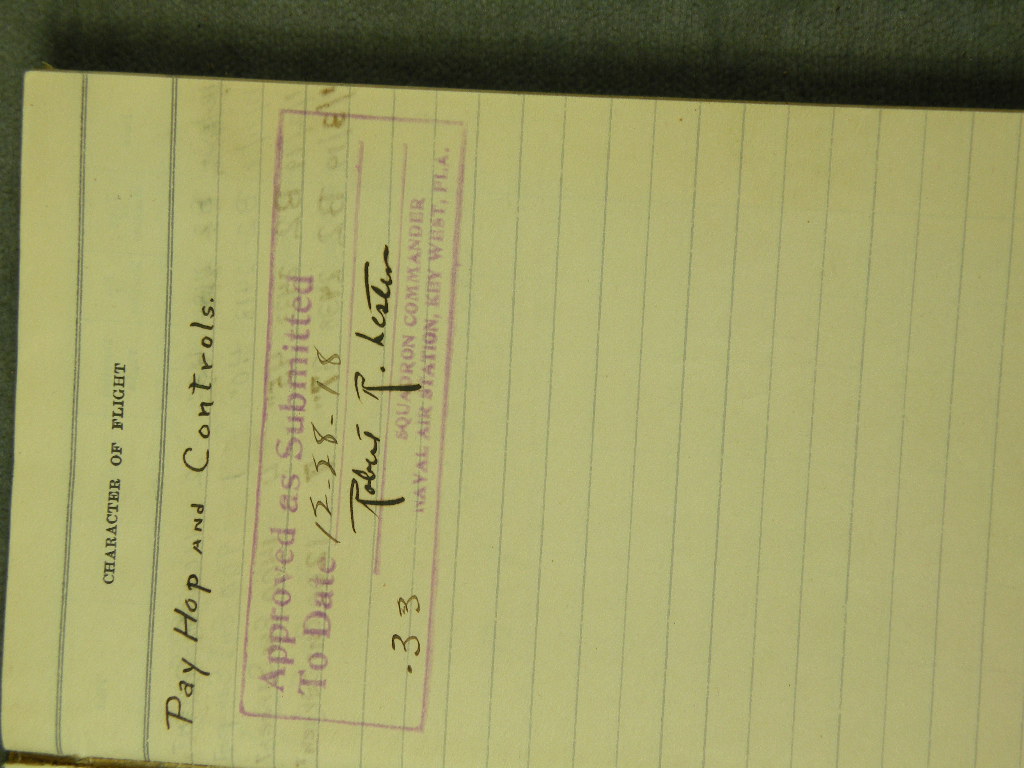 CHARACTER OF FLIGHT
Pay Hop AND Controls.
Approved as Submitted
To Date 12-28-18
Robert R. Lester
SQUADRON COMMANDER
NAVAL AIR STATION, KEY WEST, FLA.
.33